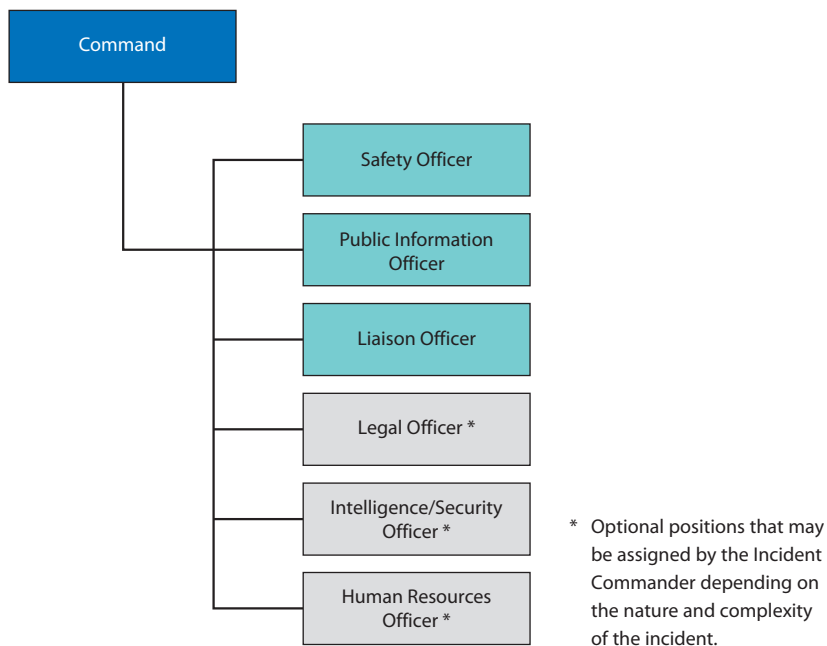 Command
Safety Officer
Public Information
Officer
Liaison Officer
Legal Officer *
Intelligence/Security
Officer *
Human Resources
Officer *
* Optional positions that may
be assigned by the Incident
Commander depending on
the nature and complexity
of the incident.